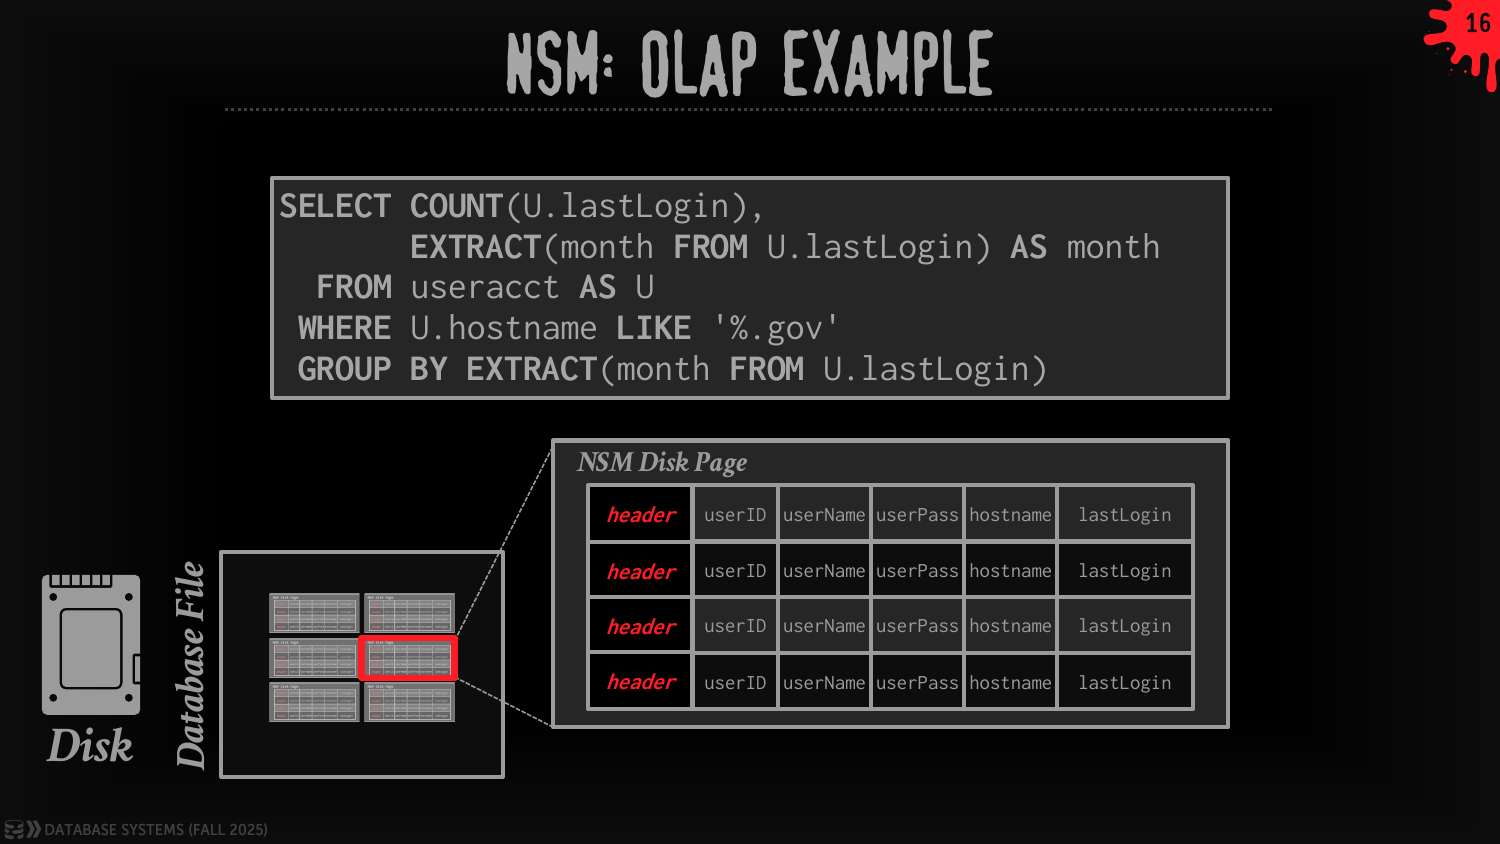 16
NSM: OLAP EXAMPLE
SELECT COUNT(U.lastLogin),
EXTRACT(month FROM U.lastLogin) AS month
FROM useracct AS U
WHERE U.hostname LIKE '%.gov'
GROUP BY EXTRACT(month FROM U.lastLogin)
NSM Disk Page
header userID userName userPass hostname lastLogin
header userID userName userPass hostname lastLogin
header userID userName userPass hostname lastLogin
header userID userName userPass hostname lastLogin
Database File
Disk
DATABASE SYSTEMS (FALL 2025)